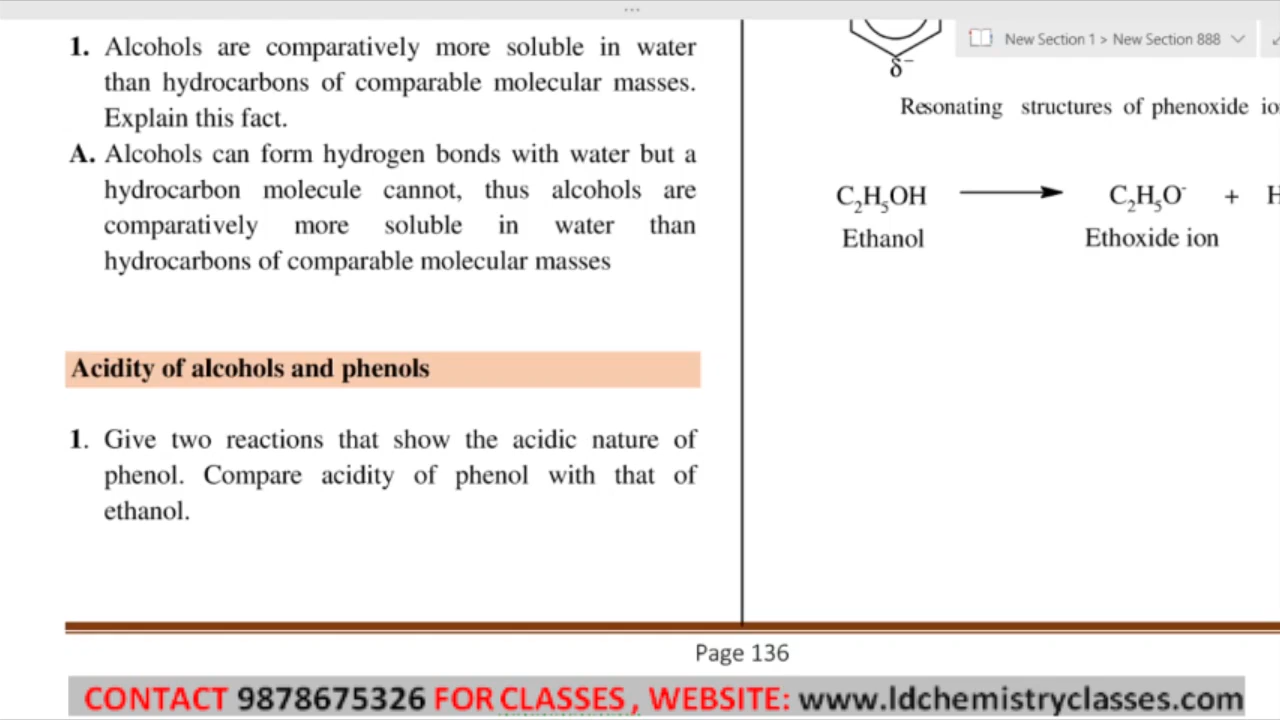 New Section 1 > New Section 888
1. Alcohols are comparatively more soluble in water
than hydrocarbons of comparable molecular masses.
Explain this fact.
A. Alcohols can form hydrogen bonds with water but a
hydrocarbon molecule cannot, thus alcohols are
comparatively more soluble in water than
hydrocarbons of comparable molecular masses
Acidity of alcohols and phenols
1. Give two reactions that show the acidic nature of
phenol. Compare acidity of phenol with that of
ethanol.
δ⁻
Resonating structures of phenoxide
C₂H₅OH ⟶ C₂H₅O⁻ + H
Ethanol Ethoxide ion
Page 136
CONTACT 9878675326 FOR CLASSES , WEBSITE: www.ldchemistryclasses.com